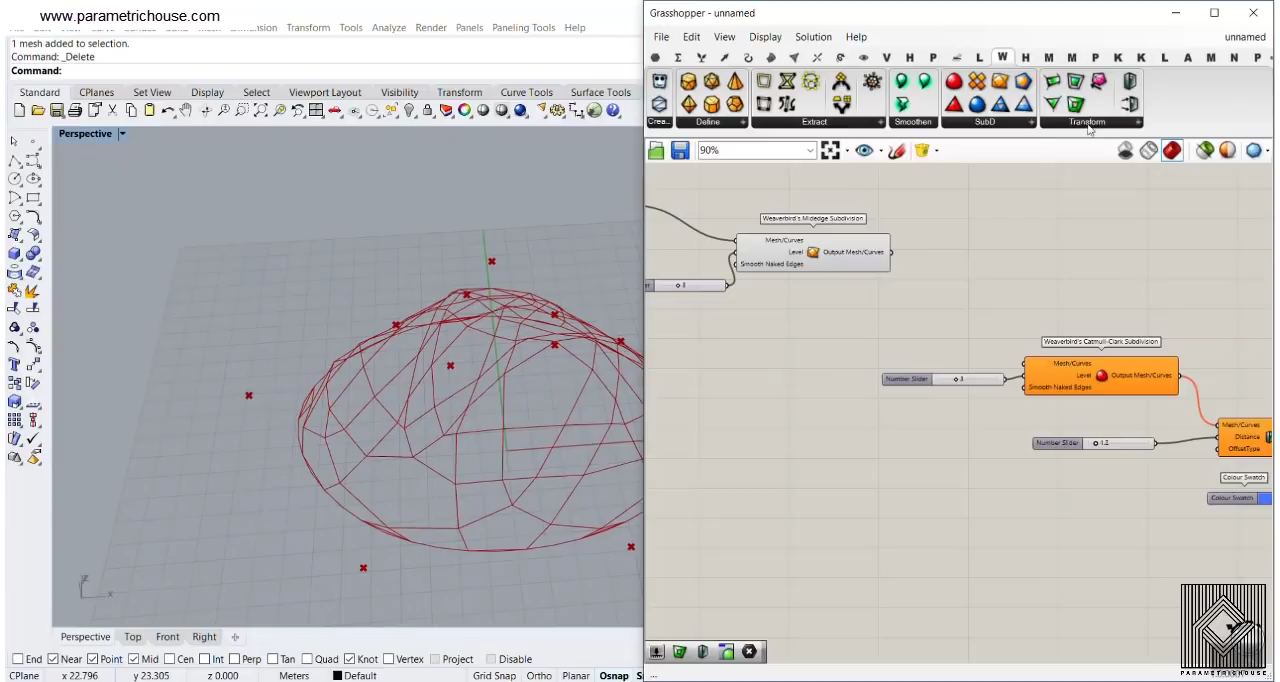 www.parametrichouse.com
Transform Tools Analyze Render Panels Paneling Tools Help
1 mesh added to selection.
Command: _Delete
Command:
Standard CPlanes Set View Display Select Viewport Layout Visibility Transform Curve Tools Surface Tools
Perspective
Perspective Top Front Right
End Near Point Mid Cen Int Perp Tan Quad Knot Vertex Project Disable
CPlane x 22.796 y 23.305 z 0.000 Meters Default Grid Snap Ortho Planar Osnap
Grasshopper - unnamed
File Edit View Display Solution Help unnamed
V H P L W H M M P K K L A M N P
Crea... Define Extract Smoothen SubD Transform
90%
Weaverbird's Midedge Subdivision
Mesh/Curves
Level Output Mesh/Curves
Smooth Naked Edges
Weaverbird's Catmull-Clark Subdivision
Mesh/Curves
Level Output Mesh/Curves
Smooth Naked Edges
Number Slider 3
Mesh/Curves
Distance
OffsetType
Number Slider 1.2
Colour Swatch
Colour Swatch
PARAMETRICHOUSE